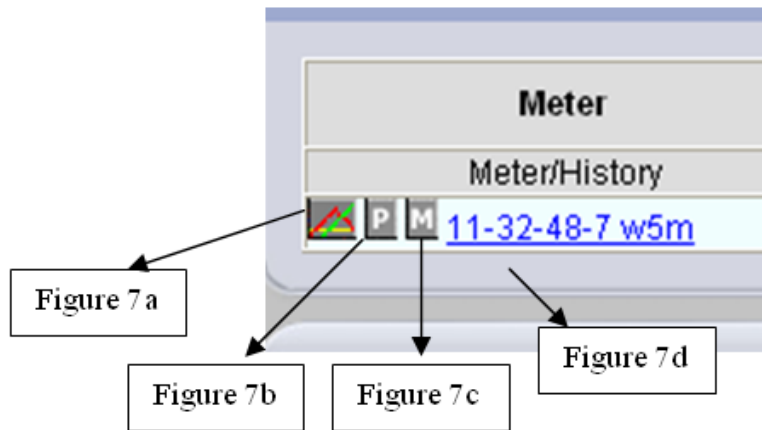 Meter
Meter/History
P M 11-32-48-7 w5m
Figure 7a
Figure 7d
Figure 7b
Figure 7c